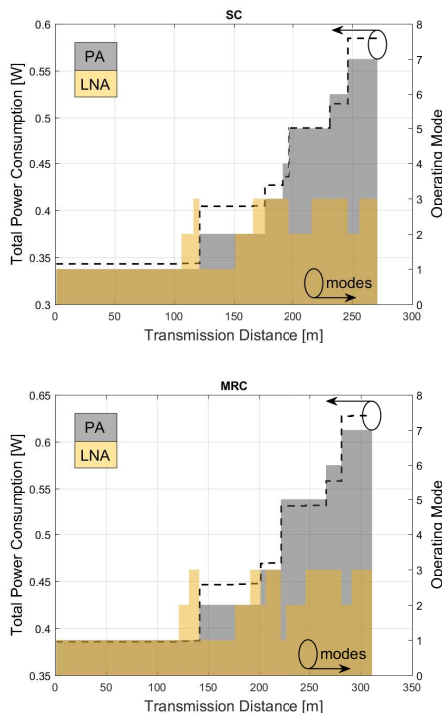 SC
Total Power Consumption [W]
0.6
0.55
0.5
0.45
0.4
0.35
0.3
PA
LNA
modes
8
7
6
5
4
3
2
1
0
Operating Mode
0 50 100 150 200 250 300
Transmission Distance [m]
MRC
Total Power Consumption [W]
0.65
0.6
0.55
0.5
0.45
0.4
0.35
PA
LNA
modes
8
7
6
5
4
3
2
1
0
Operating Mode
0 50 100 150 200 250 300 350
Transmission Distance [m]